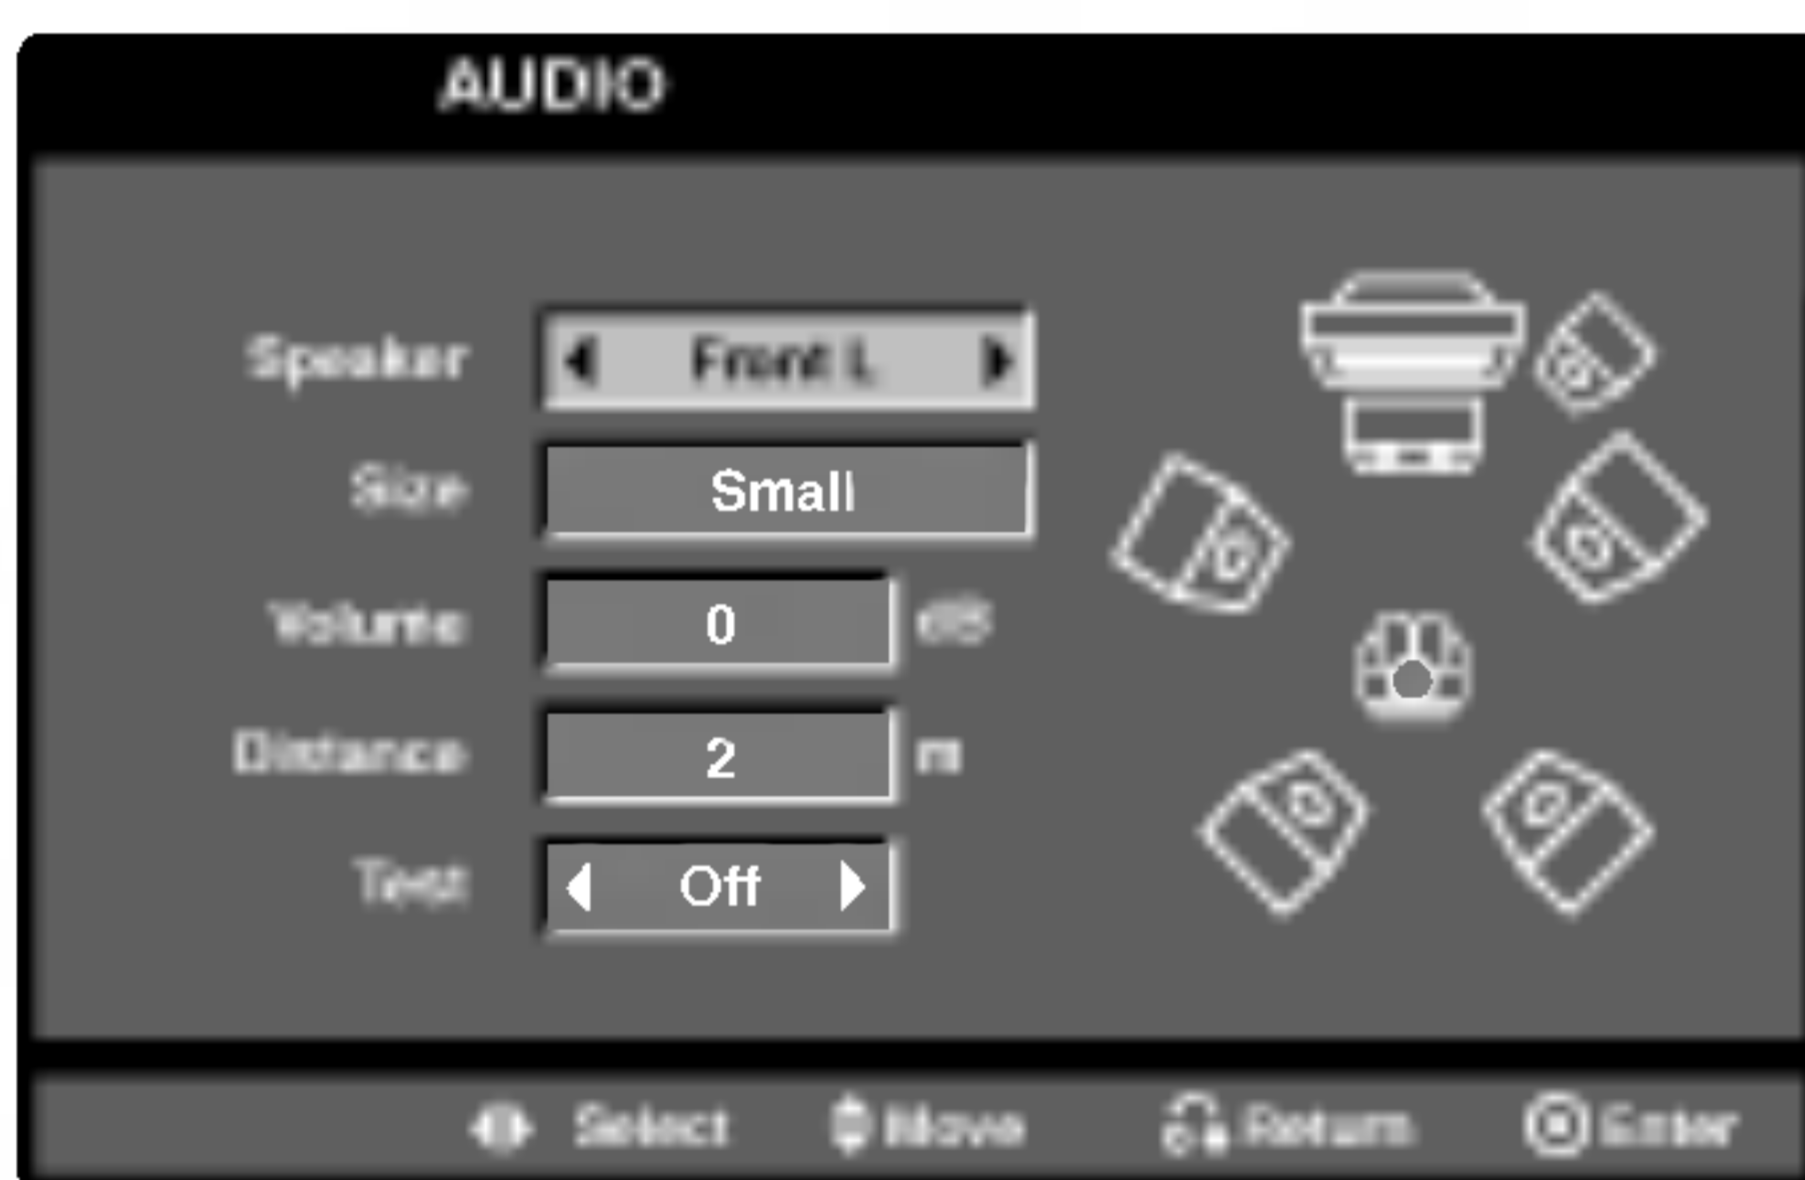 AUDIO
Speaker Front L
Size Small
Volume 0 dB
Distance 2 m
Test Off
Select Move Return Enter